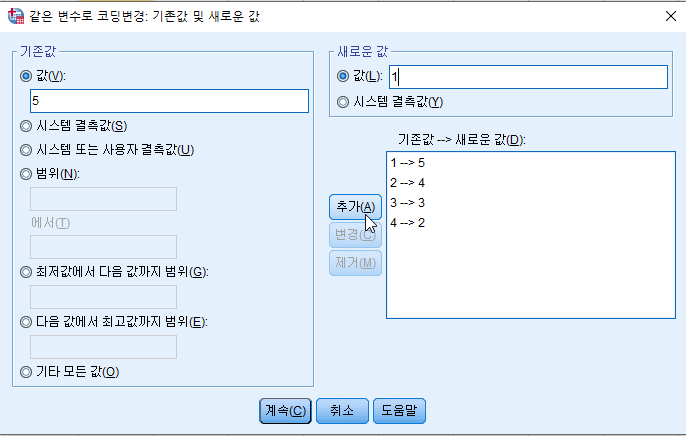 같은 변수로 코딩변경: 기존값 및 새로운 값
기존값
값(V):
5
시스템 결측값(S)
시스템 또는 사용자 결측값(U)
범위(N):
에서(T)
최저값에서 다음 값까지 범위(G):
다음 값에서 최고값까지 범위(E):
기타 모든 값(O)
새로운 값
값(L): 1
시스템 결측값(Y)
기존값 --> 새로운 값(D):
1 --> 5
2 --> 4
3 --> 3
4 --> 2
추가(A)
변경(C)
제거(M)
계속(C) 취소 도움말